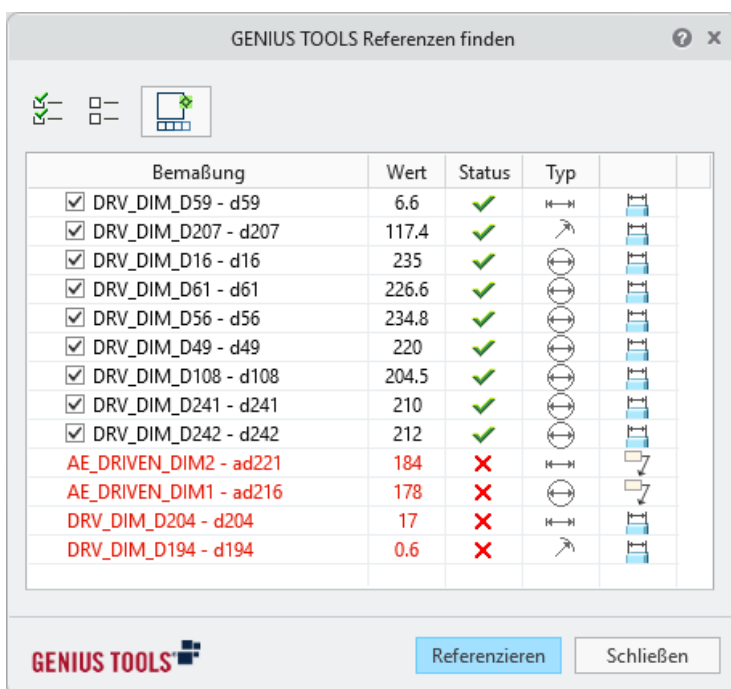 GENIUS TOOLS Referenzen finden
Bemaßung Wert Status Typ
DRV_DIM_D59 - d59 6.6
DRV_DIM_D207 - d207 117.4
DRV_DIM_D16 - d16 235
DRV_DIM_D61 - d61 226.6
DRV_DIM_D56 - d56 234.8
DRV_DIM_D49 - d49 220
DRV_DIM_D108 - d108 204.5
DRV_DIM_D241 - d241 210
DRV_DIM_D242 - d242 212
AE_DRIVEN_DIM2 - ad221 184
AE_DRIVEN_DIM1 - ad216 178
DRV_DIM_D204 - d204 17
DRV_DIM_D194 - d194 0.6
GENIUS TOOLS Referenzieren Schließen